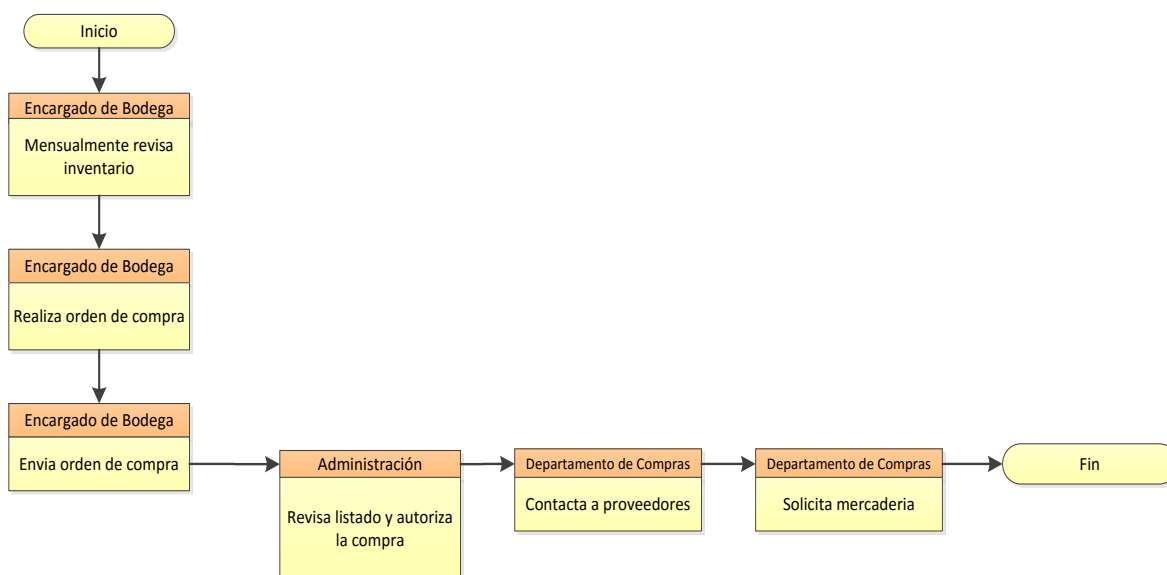 Inicio
Encargado de Bodega
Mensualmente revisa
inventario
Encargado de Bodega
Realiza orden de compra
Encargado de Bodega
Envia orden de compra
Administración
Revisa listado y autoriza
la compra
Departamento de Compras
Contacta a proveedores
Departamento de Compras
Solicita mercaderia
Fin